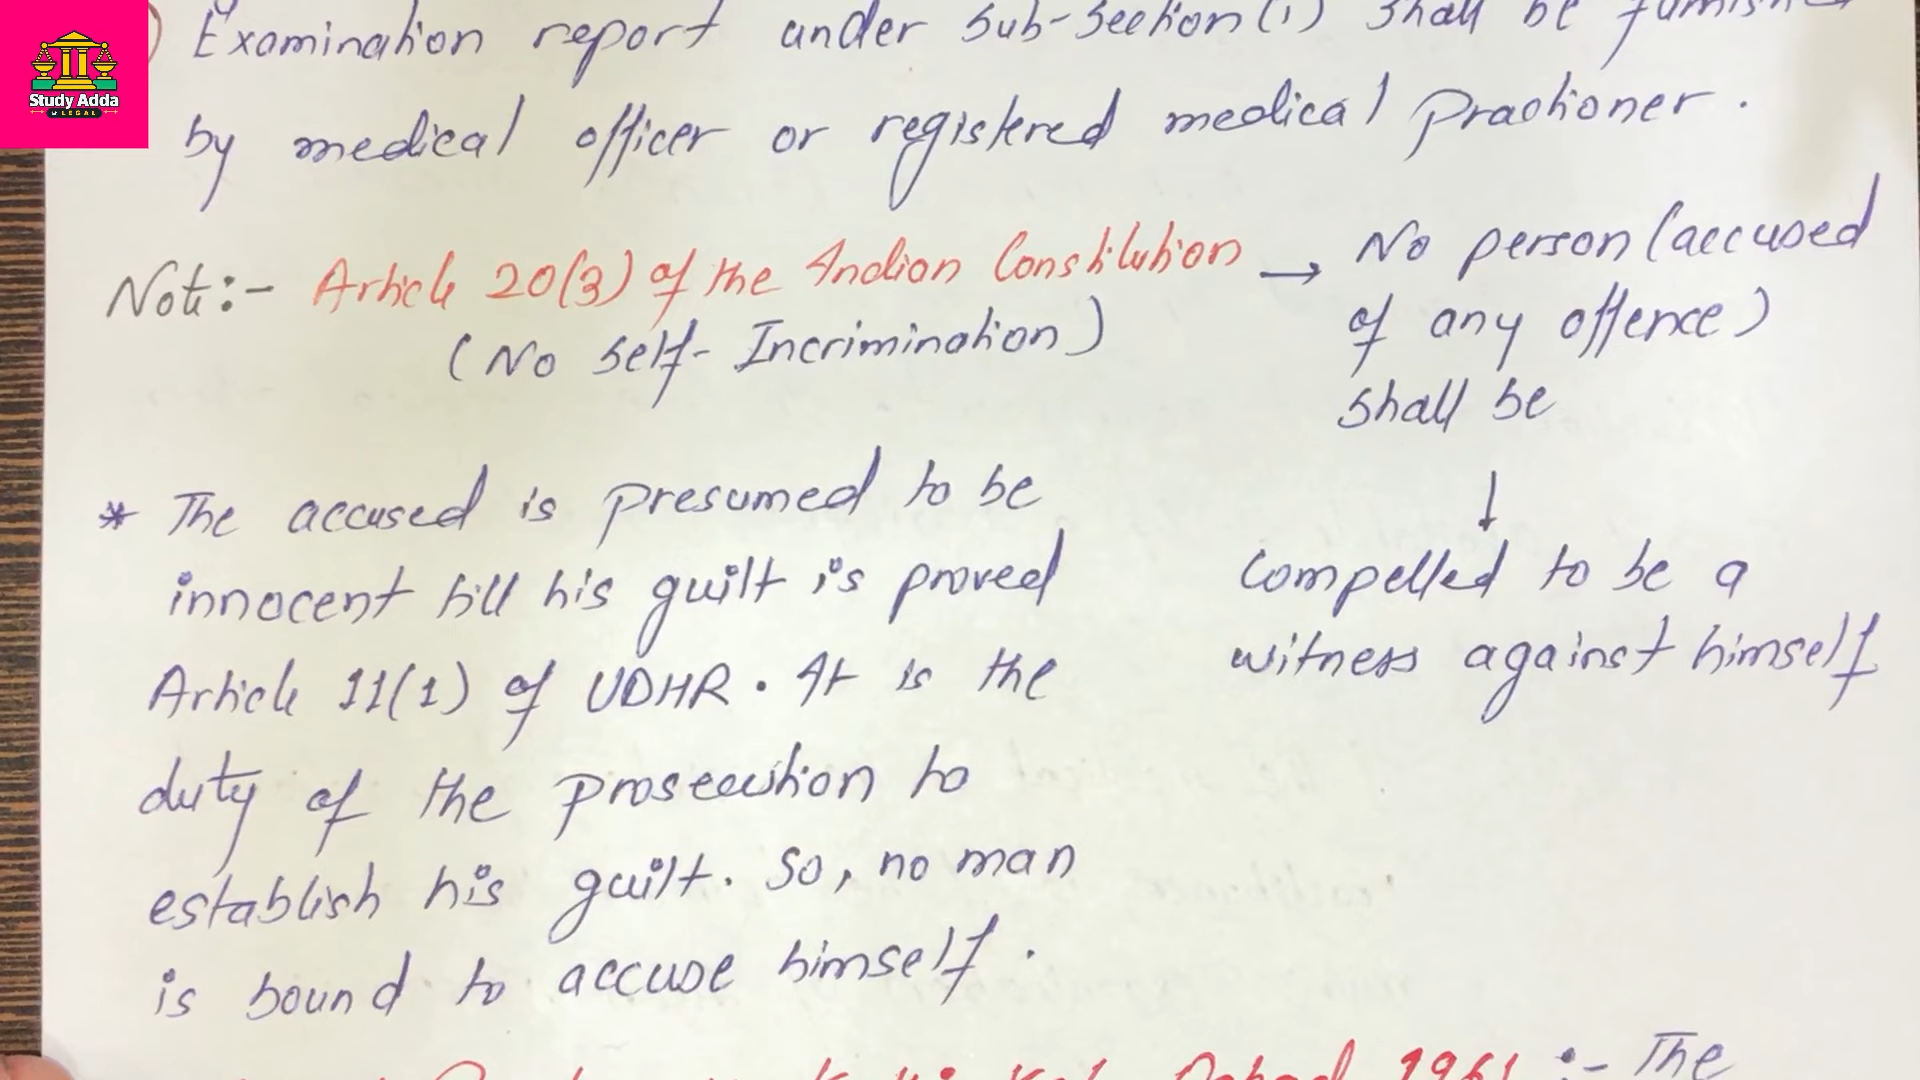 Study Adda
LEGAL
Examination report under Sub-Section (1) shall be furnished
by medical officer or registered medical Practioner.
Note:- Article 20(3) of the Indian Constitution → No person (accused
(No Self-Incrimination)
of any offence)
shall be
↓
Compelled to be a
witness against himself
* The accused is presumed to be
innocent till his guilt is proved
Article 11(1) of UDHR. It is the
duty of the prosecution to
establish his guilt. So, no man
is bound to accuse himself.
1961 :- The